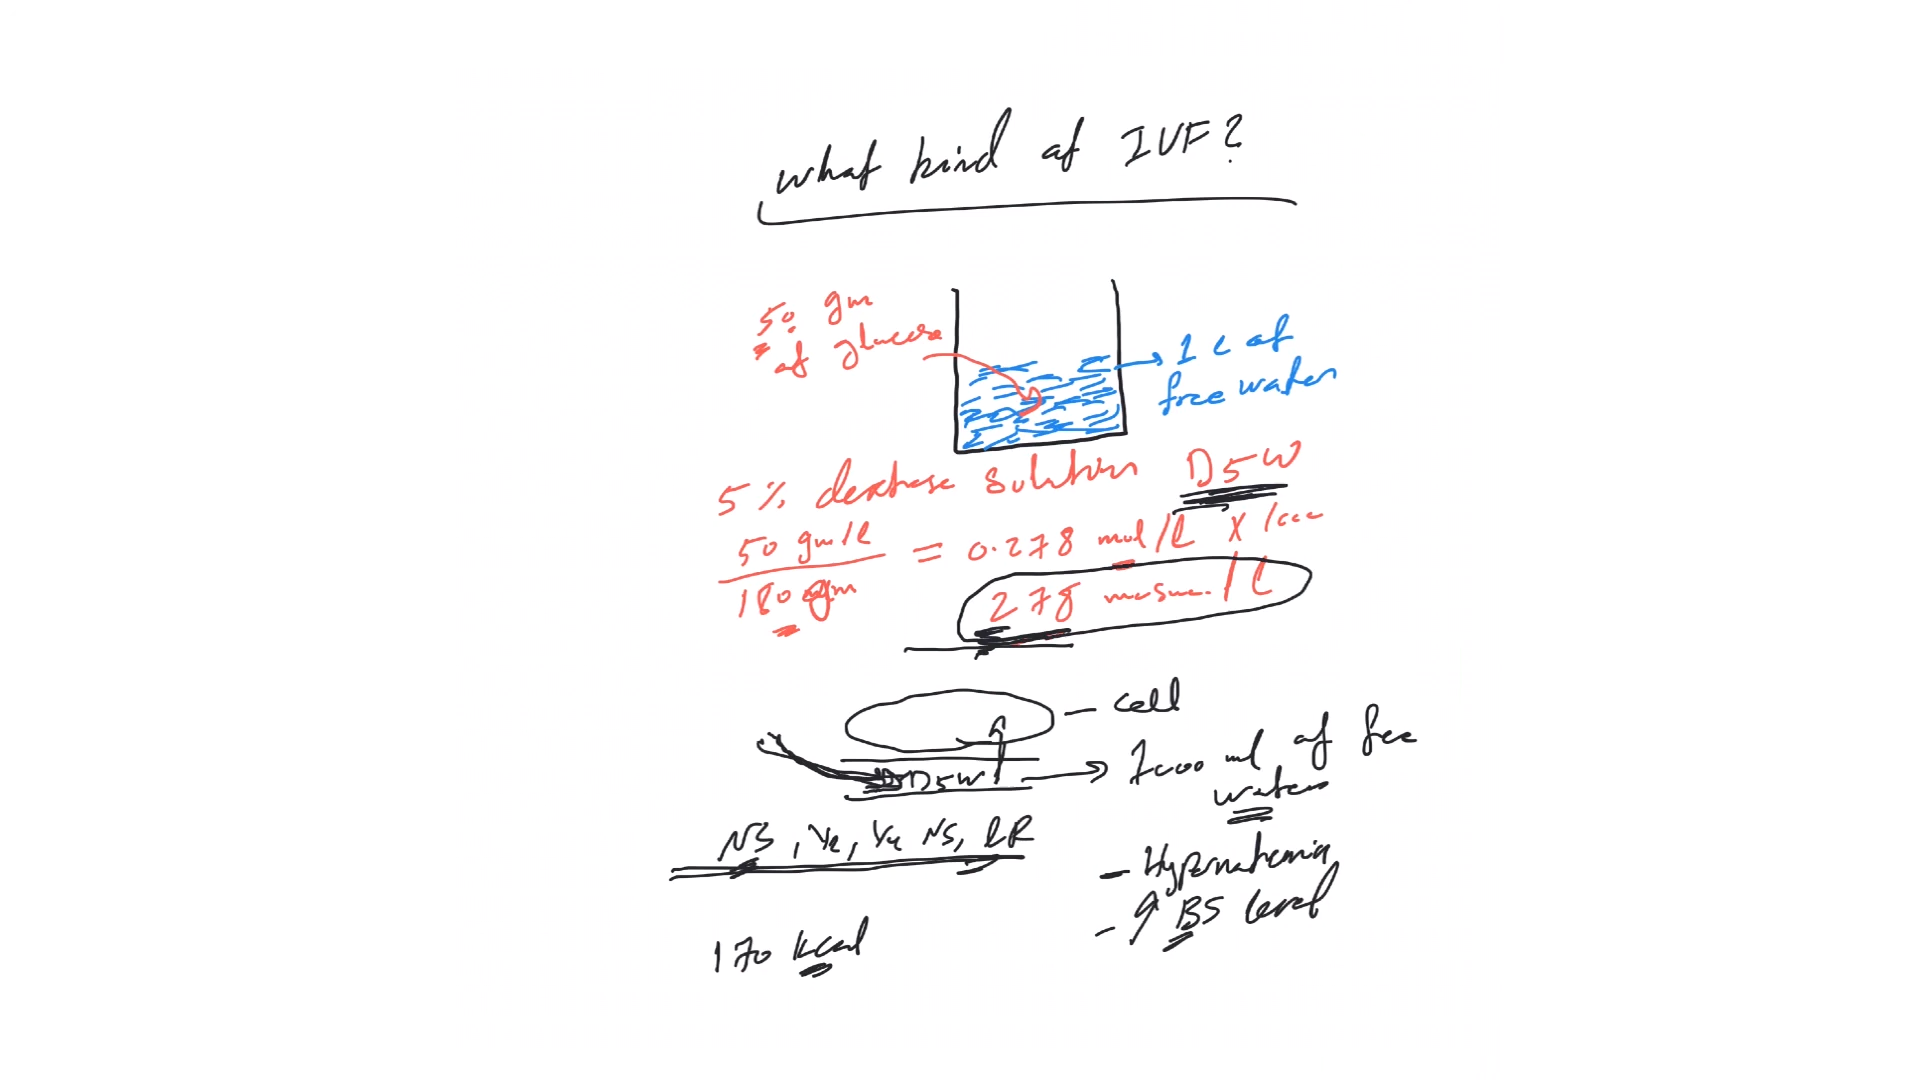 what kind of IVF?
50 gm
of glucose
1 L of
free water
5% dextrose solution D5W
50 gm/L
180 gm
= 0.278 mol/L x 1000
278 mosm./L
cell
D5W
1000 ml of free
water
NS, 1/2, 1/4 NS, LR
- Hypernatremia
- ↑ BS level
170 kcal